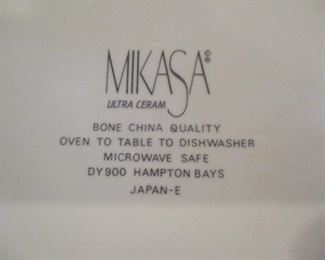 MIKASA ©®
ULTRA CERAM
BONE CHINA QUALITY
OVEN TO TABLE TO DISHWASHER
MICROWAVE SAFE
DY900 HAMPTON BAYS
JAPAN-E